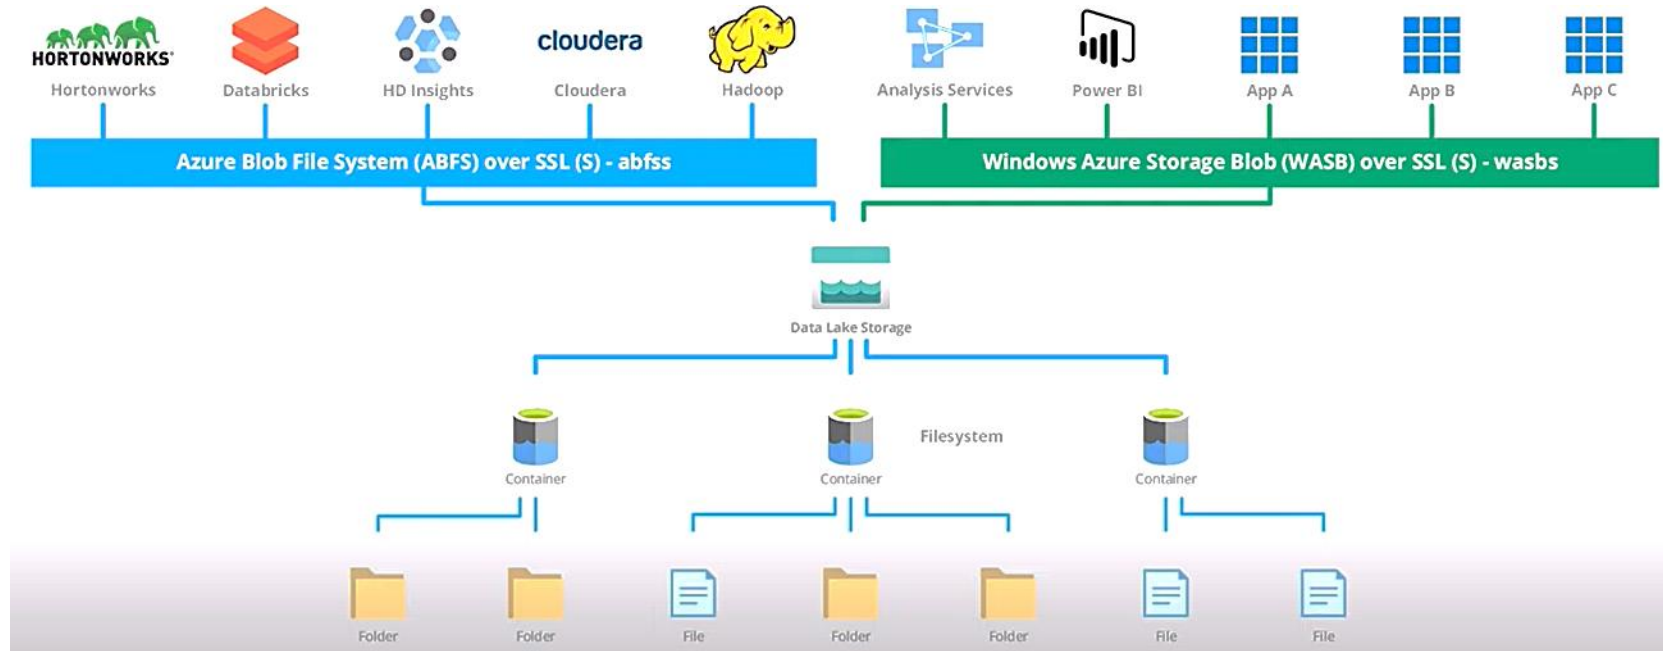 HORTONWORKS®
cloudera
Hortonworks
Databricks
HD Insights
Cloudera
Hadoop
Analysis Services
Power BI
App A
App B
App C
Azure Blob File System (ABFS) over SSL (S) - abfss
Windows Azure Storage Blob (WASB) over SSL (S) - wasbs
Data Lake Storage
Filesystem
Container
Container
Container
Folder
Folder
File
Folder
Folder
File
File